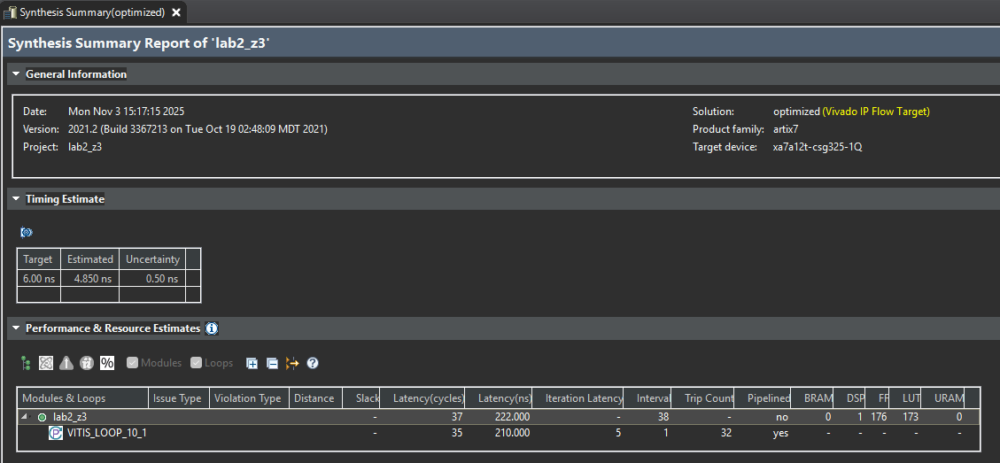 Synthesis Summary(optimized)
Synthesis Summary Report of 'lab2_z3'
General Information
Date: Mon Nov 3 15:17:15 2025
Version: 2021.2 (Build 3367213 on Tue Oct 19 02:48:09 MDT 2021)
Project: lab2_z3
Solution: optimized (Vivado IP Flow Target)
Product family: artix7
Target device: xa7a12t-csg325-1Q
Timing Estimate
Target Estimated Uncertainty
6.00 ns 4.850 ns 0.50 ns
Performance & Resource Estimates
% Modules Loops
Modules & Loops Issue Type Violation Type Distance Slack Latency(cycles) Latency(ns) Iteration Latency Interval Trip Count Pipelined BRAM DSP FF LUT URAM
lab2_z3 - 37 222.000 - 38 - no 0 1 176 173 0
VITIS_LOOP_10_1 - 35 210.000 5 1 32 yes - - - - -